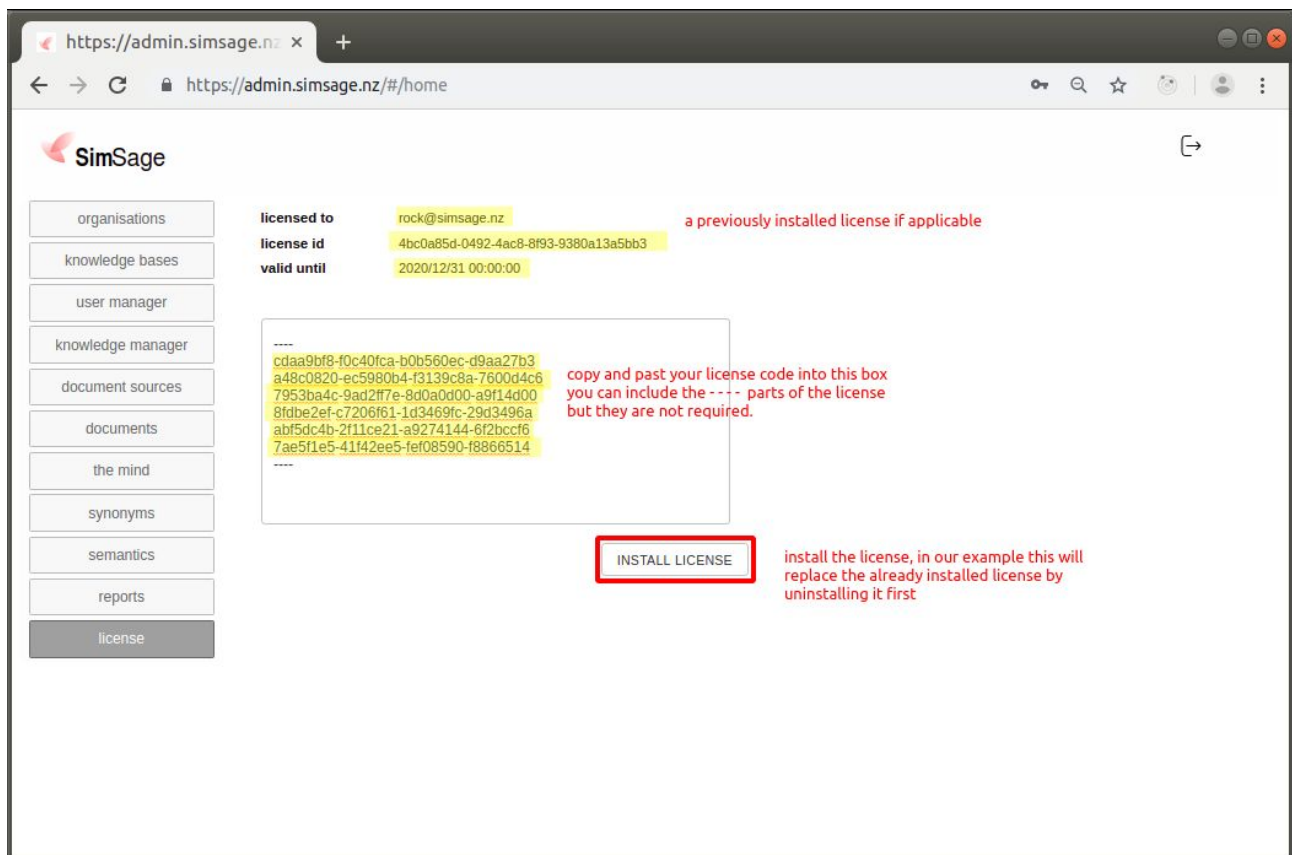 https://admin.simsage.nz
https://admin.simsage.nz/#/home
SimSage
organisations
knowledge bases
user manager
knowledge manager
document sources
documents
the mind
synonyms
semantics
reports
license
licensed to rock@simsage.nz
a previously installed license if applicable
license id 4bc0a85d-0492-4ac8-8f93-9380a13a5bb3
valid until 2020/12/31 00:00:00
----
cdaa9bf8-f0c40fca-b0b560ec-d9aa27b3
a48c0820-ec5980b4-f3139c8a-7600d4c6
7953ba4c-9ad2ff7e-8d0a0d00-a9f14d00
8fdbe2ef-c7206f61-1d3469fc-29d3496a
abf5dc4b-2f11ce21-a9274144-6f2bccf6
7ae5f1e5-41f42ee5-fef08590-f8866514
----
copy and past your license code into this box
you can include the - - - - parts of the license
but they are not required.
INSTALL LICENSE
install the license, in our example this will
replace the already installed license by
uninstalling it first